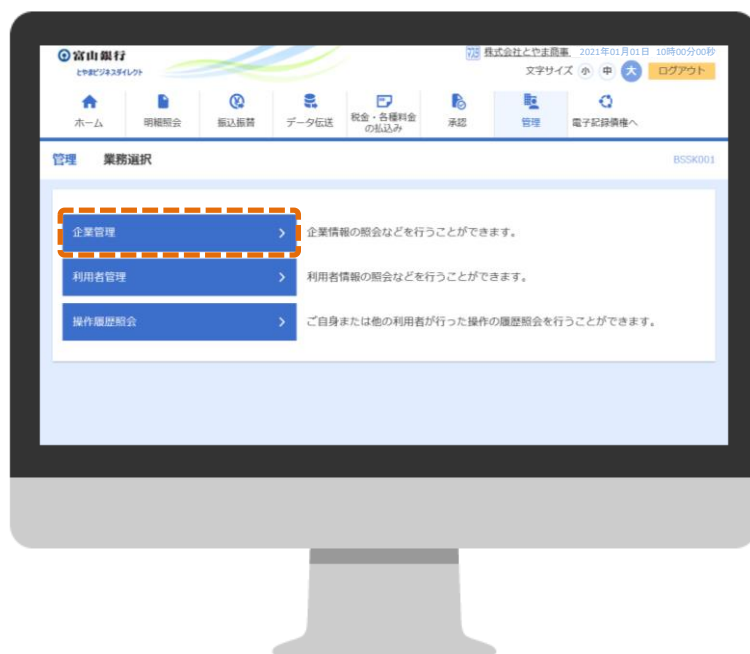 富山銀行
とやまビジネスダイレクト
株式会社とやま商事 2021年01月01日 10時00分00秒
文字サイズ 小 中 大 ログアウト
ホーム 明細照会 振込振替 データ伝送 税金・各種料金の払込み 承認 管理 電子記録債権へ
管理 業務選択 BSSK001
企業管理 企業情報の照会などを行うことができます。
利用者管理 利用者情報の照会などを行うことができます。
操作履歴照会 ご自身または他の利用者が行った操作の履歴照会を行うことができます。